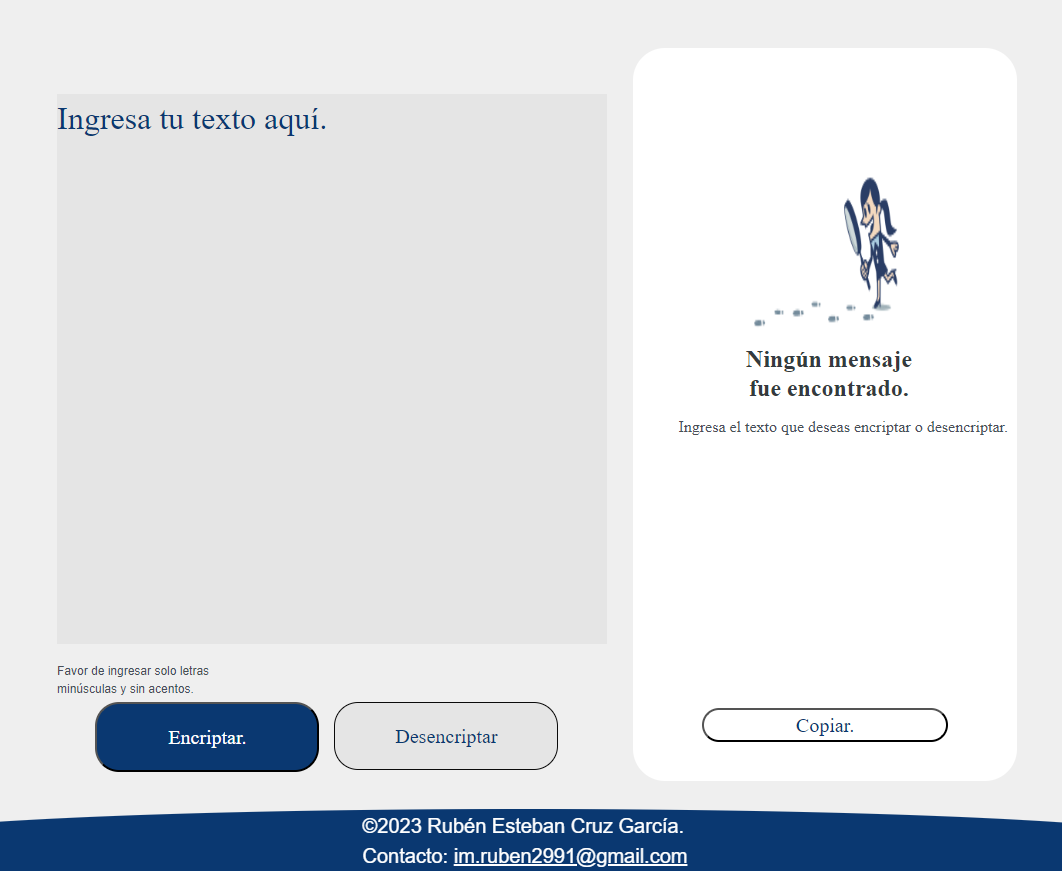 Ingresa tu texto aquí.
Ningún mensaje
fue encontrado.
Ingresa el texto que deseas encriptar o desencriptar.
Favor de ingresar solo letras
minúsculas y sin acentos.
Encriptar.
Desencriptar
Copiar.
©2023 Rubén Esteban Cruz García.
Contacto: im.ruben2991@gmail.com